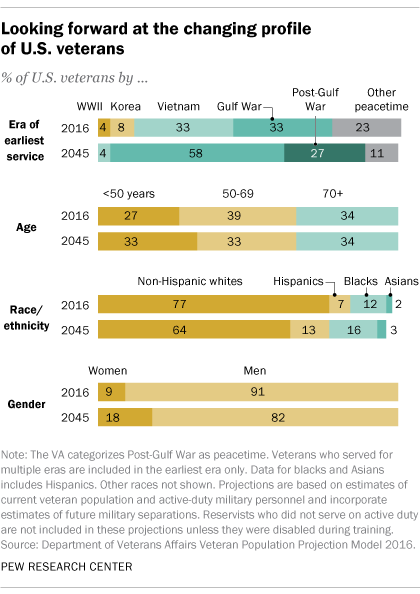 Looking forward at the changing profile
of U.S. veterans
% of U.S. veterans by ...
WWII Korea Vietnam Gulf War Post-Gulf War Other peacetime
Era of earliest service
2016 4 8 33 33 23
2045 4 58 27 11
<50 years 50-69 70+
Age
2016 27 39 34
2045 33 33 34
Non-Hispanic whites Hispanics Blacks Asians
Race/ethnicity
2016 77 7 12 2
2045 64 13 16 3
Women Men
Gender
2016 9 91
2045 18 82
Note: The VA categorizes Post-Gulf War as peacetime. Veterans who served for
multiple eras are included in the earliest era only. Data for blacks and Asians
includes Hispanics. Other races not shown. Projections are based on estimates of
current veteran population and active-duty military personnel and incorporate
estimates of future military separations. Reservists who did not serve on active duty
are not included in these projections unless they were disabled during training.
Source: Department of Veterans Affairs Veteran Population Projection Model 2016.
PEW RESEARCH CENTER